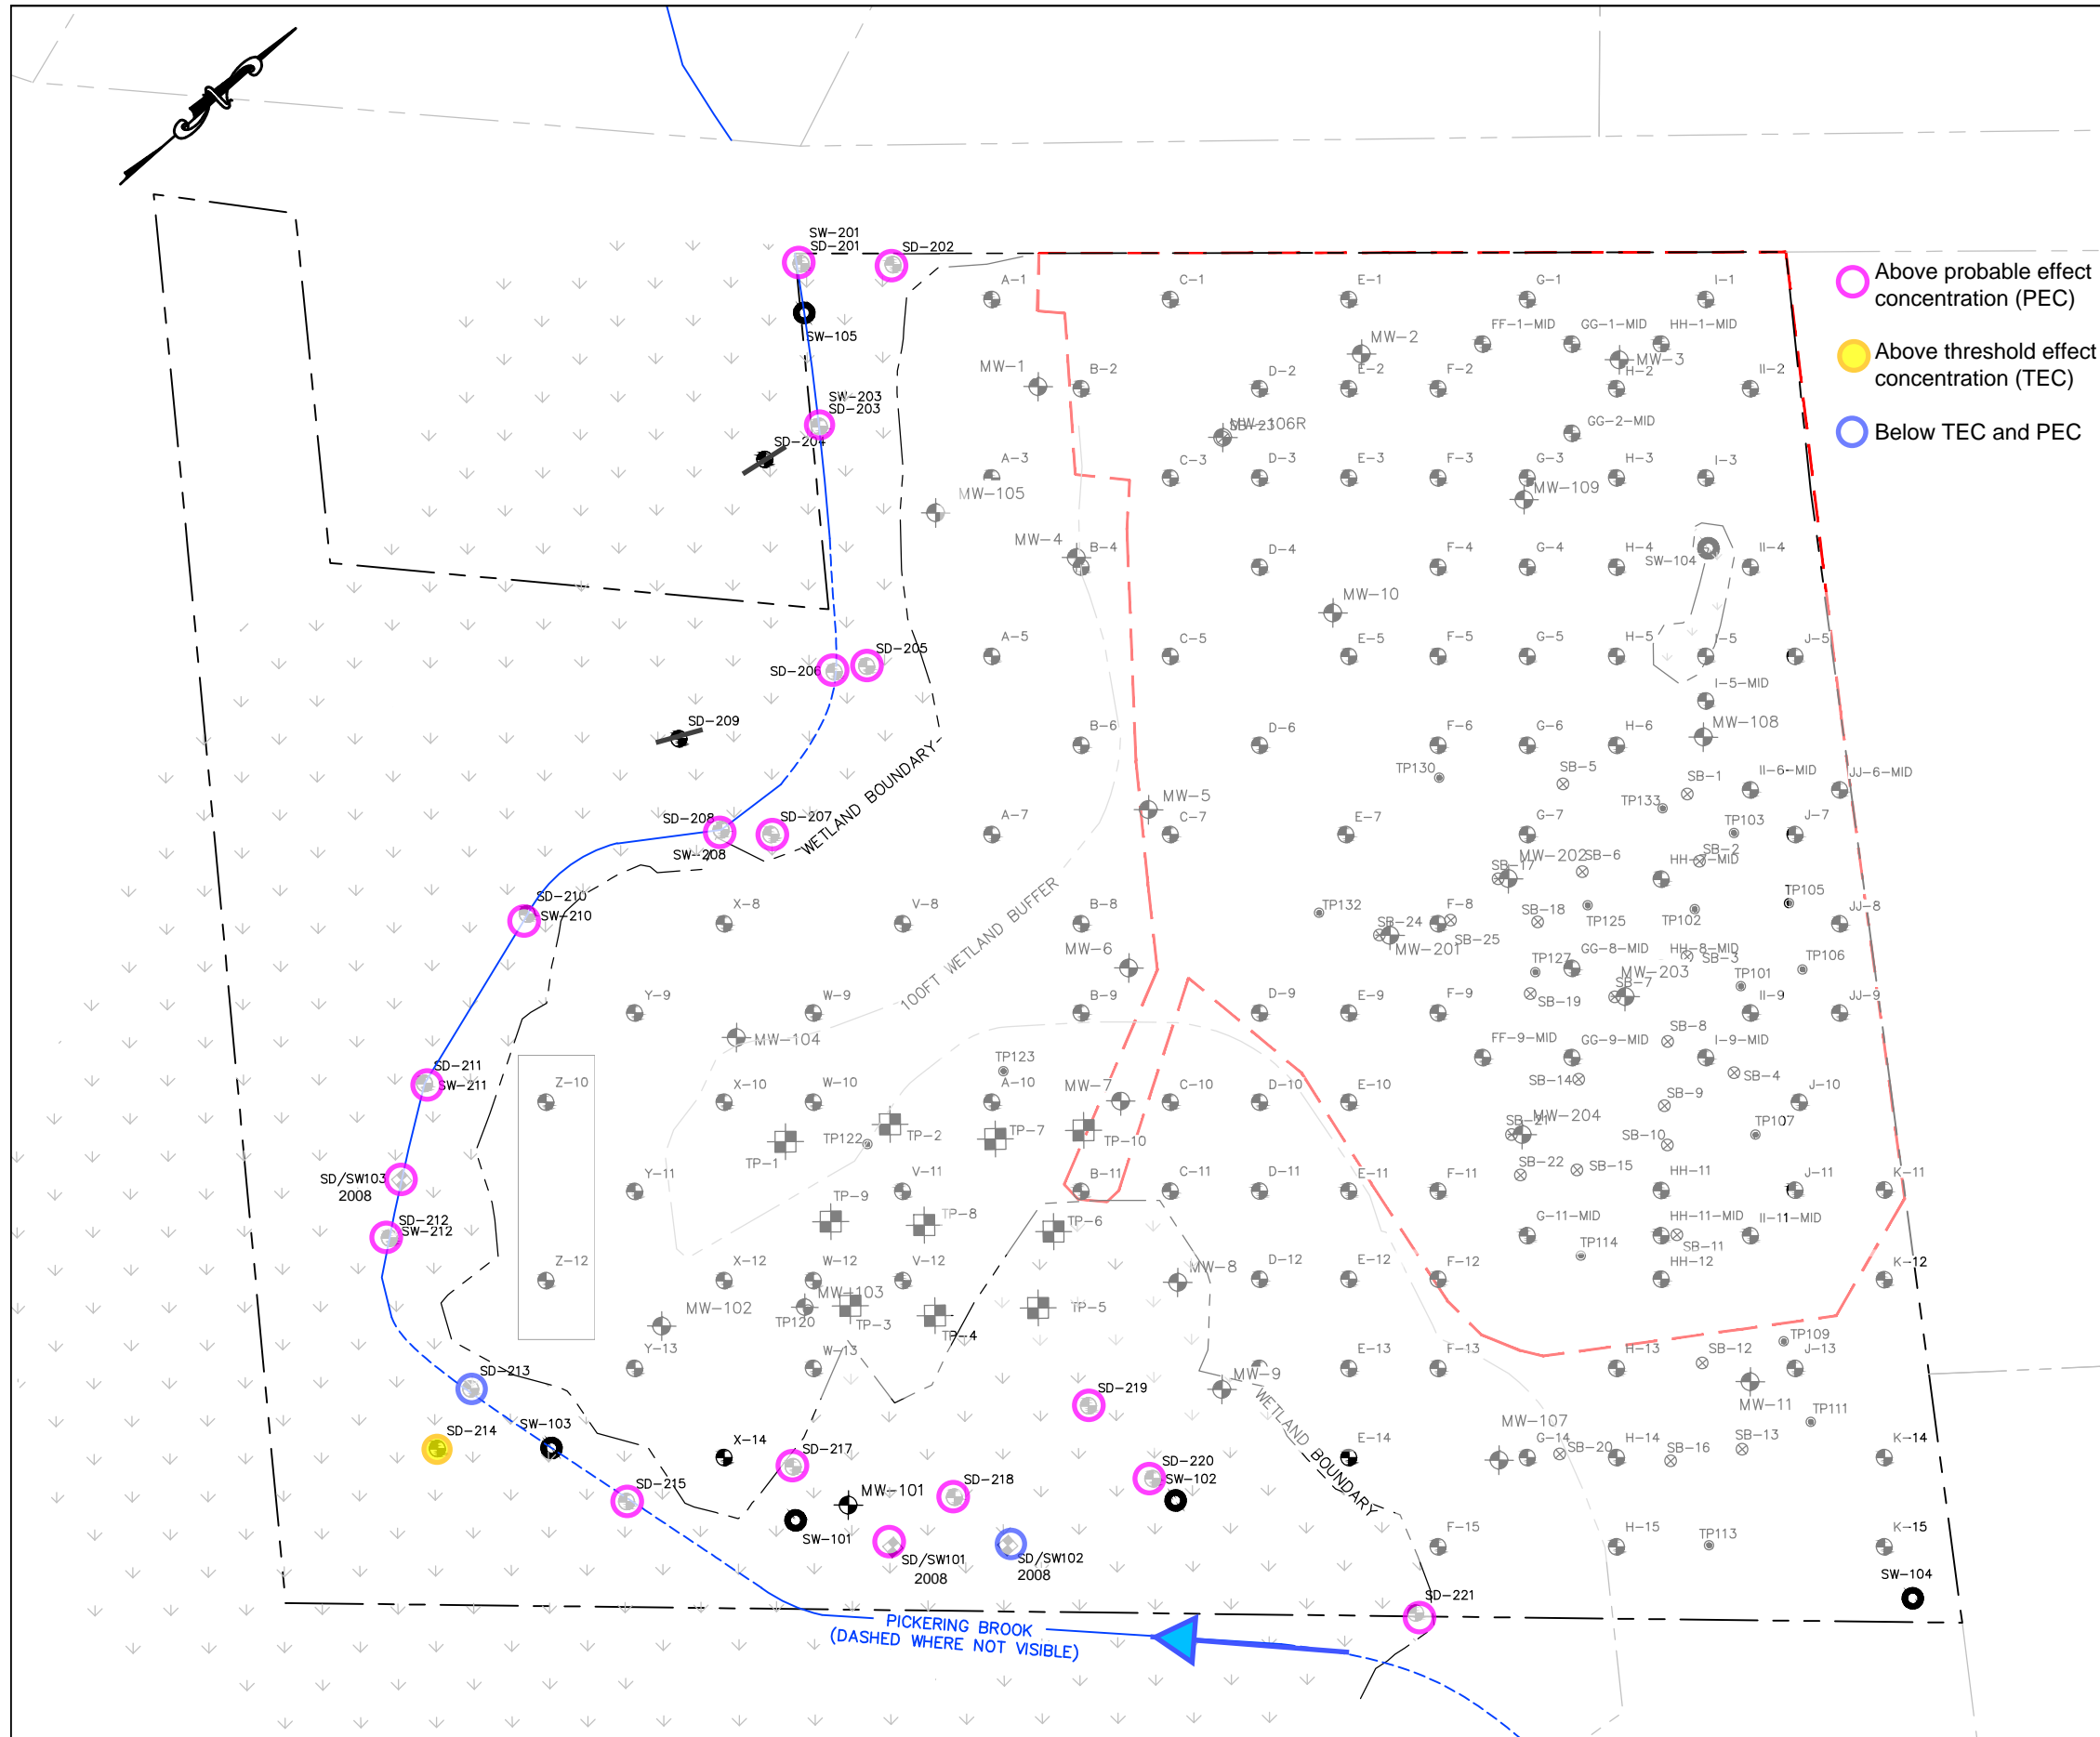 SW-201
SD-201
SD-202
A-1
C-1
E-1
G-1
I-1
Above probable effect
concentration (PEC)
SW-105
FF-1-MID
GG-1-MID
HH-1-MID
MW-1
MW-2
MW-3
Above threshold effect
concentration (TEC)
B-2
D-2
E-2
F-2
H-2
II-2
SW-203
SD-203
SD-204
MW-106R
SB-23
GG-2-MID
Below TEC and PEC
A-3
C-3
D-3
E-3
F-3
G-3
H-3
I-3
MW-105
MW-109
MW-4
B-4
D-4
F-4
G-4
H-4
SW-104
II-4
MW-10
SD-205
SD-206
A-5
C-5
E-5
F-5
G-5
H-5
I-5
J-5
I-5-MID
SD-209
B-6
D-6
F-6
G-6
H-6
MW-108
WETLAND BOUNDARY
TP130
SB-5
SB-1
II-6-MID
JJ-6-MID
MW-5
TP133
SD-208
SD-207
SW-208
A-7
C-7
E-7
G-7
TP103
J-7
MW-202
SB-17
SB-6
SB-2
SD-210
SW-210
X-8
V-8
100FT WETLAND BUFFER
B-8
TP132
SB-24
MW-201
F-8
SB-25
SB-18
TP125
TP102
TP105
JJ-8
MW-6
TP127
GG-8-MID
HH-8-MID
SB-3
MW-203
SB-7
TP101
TP106
Y-9
W-9
MW-104
B-9
D-9
E-9
F-9
SB-19
II-9
JJ-9
SB-8
FF-9-MID
GG-9-MID
I-9-MID
SD-211
SW-211
TP123
Z-10
X-10
W-10
A-10
MW-7
C-10
D-10
E-10
SB-14
SB-4
SB-9
J-10
TP122
TP-1
TP-2
TP-7
TP-10
SB-21
MW-204
SB-10
TP107
SD/SW103
2008
Y-11
V-11
B-11
C-11
D-11
E-11
F-11
SB-22
SB-15
HH-11
J-11
K-11
SD-212
SW-212
TP-9
TP-8
TP-6
G-11-MID
HH-11-MID
SB-11
II-11-MID
TP114
Z-12
X-12
W-12
V-12
MW-8
D-12
E-12
F-12
HH-12
K-12
MW-102
MW-103
TP120
TP-3
TP-4
TP-5
TP109
Y-13
W-13
E-13
F-13
H-13
SB-12
J-13
SD-213
MW-9
MW-11
SD-219
WETLAND BOUNDARY
SD-214
SW-103
X-14
SD-217
E-14
MW-107
G-14
SB-20
H-14
SB-16
SB-13
TP111
K-14
SD-215
MW-101
SD-218
SD-220
SW-102
SW-101
SD/SW101
2008
SD/SW102
2008
F-15
H-15
TP113
K-15
SD-221
SW-104
PICKERING BROOK
(DASHED WHERE NOT VISIBLE)